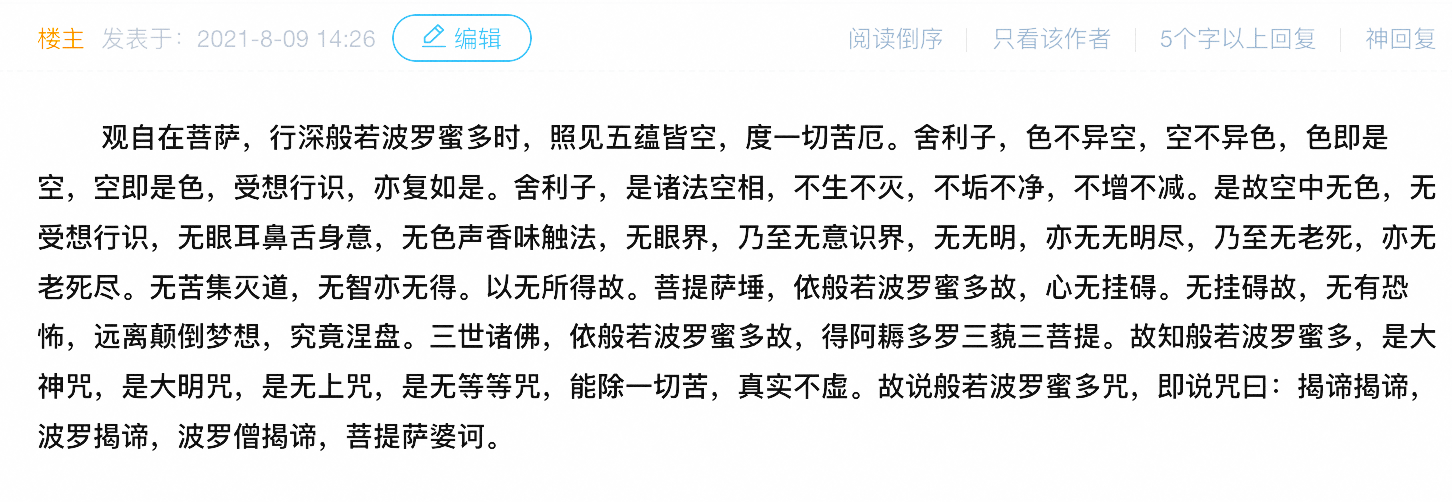 楼主 发表于：2021-8-09 14:26 编辑 阅读倒序 只看该作者 5个字以上回复 神回复
观自在菩萨，行深般若波罗蜜多时，照见五蕴皆空，度一切苦厄。舍利子，色不异空，空不异色，色即是
空，空即是色，受想行识，亦复如是。舍利子，是诸法空相，不生不灭，不垢不净，不增不减。是故空中无色，无
受想行识，无眼耳鼻舌身意，无色声香味触法，无眼界，乃至无意识界，无无明，亦无无明尽，乃至无老死，亦无
老死尽。无苦集灭道，无智亦无得。以无所得故。菩提萨埵，依般若波罗蜜多故，心无挂碍。无挂碍故，无有恐
怖，远离颠倒梦想，究竟涅盘。三世诸佛，依般若波罗蜜多故，得阿耨多罗三藐三菩提。故知般若波罗蜜多，是大
神咒，是大明咒，是无上咒，是无等等咒，能除一切苦，真实不虚。故说般若波罗蜜多咒，即说咒曰：揭谛揭谛，
波罗揭谛，波罗僧揭谛，菩提萨婆诃。